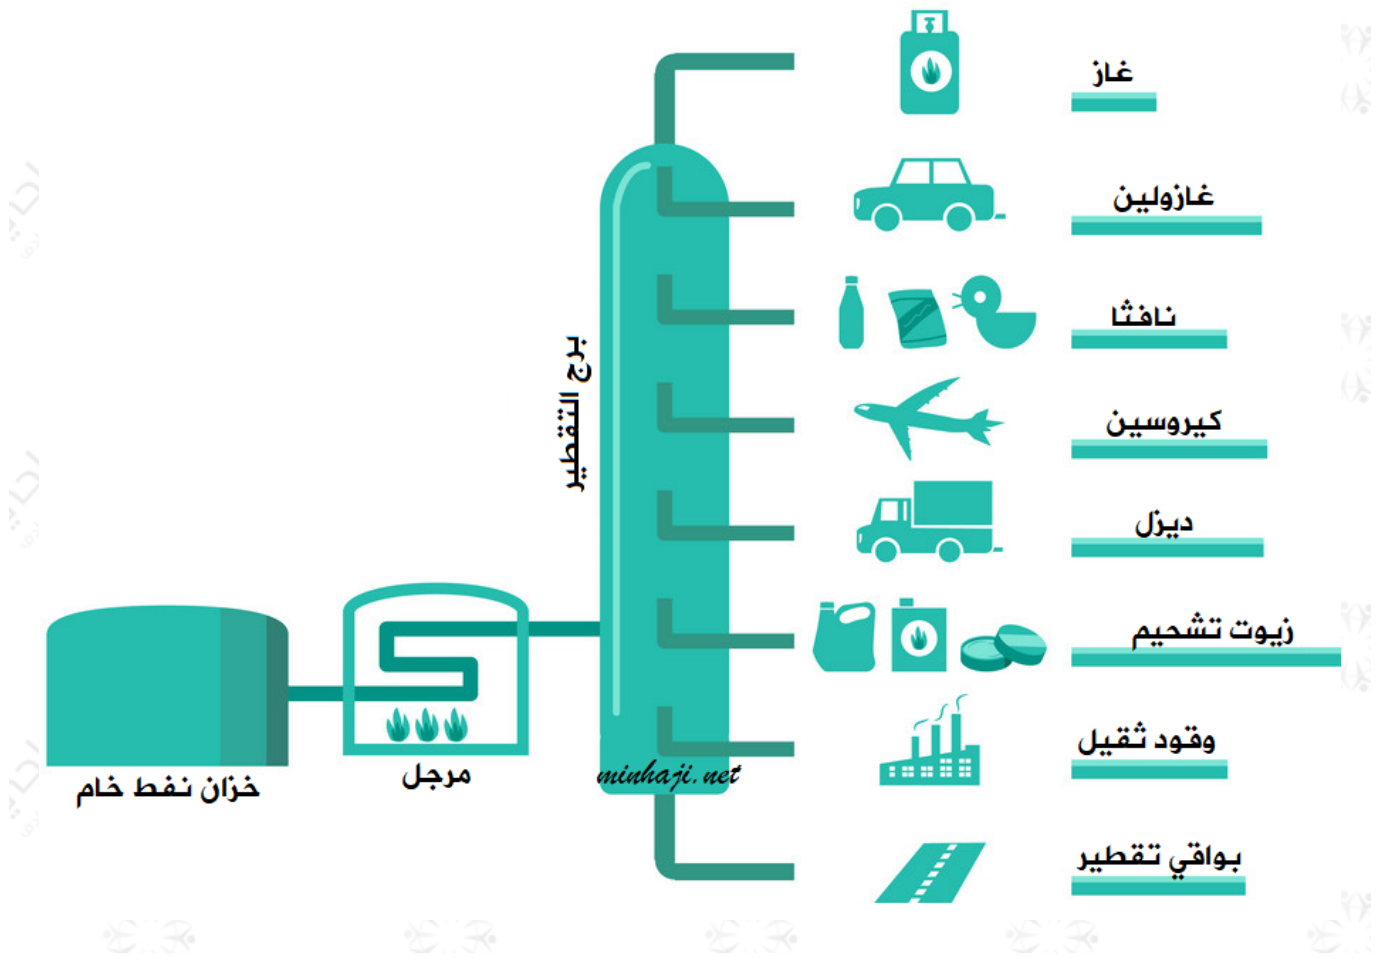 غاز
غازولين
نافثا
كيروسين
ديزل
زيوت تشحيم
وقود ثقيل
بواقي تقطير
برج التقطير
مرجل
خزان نفط خام
minhaji.net